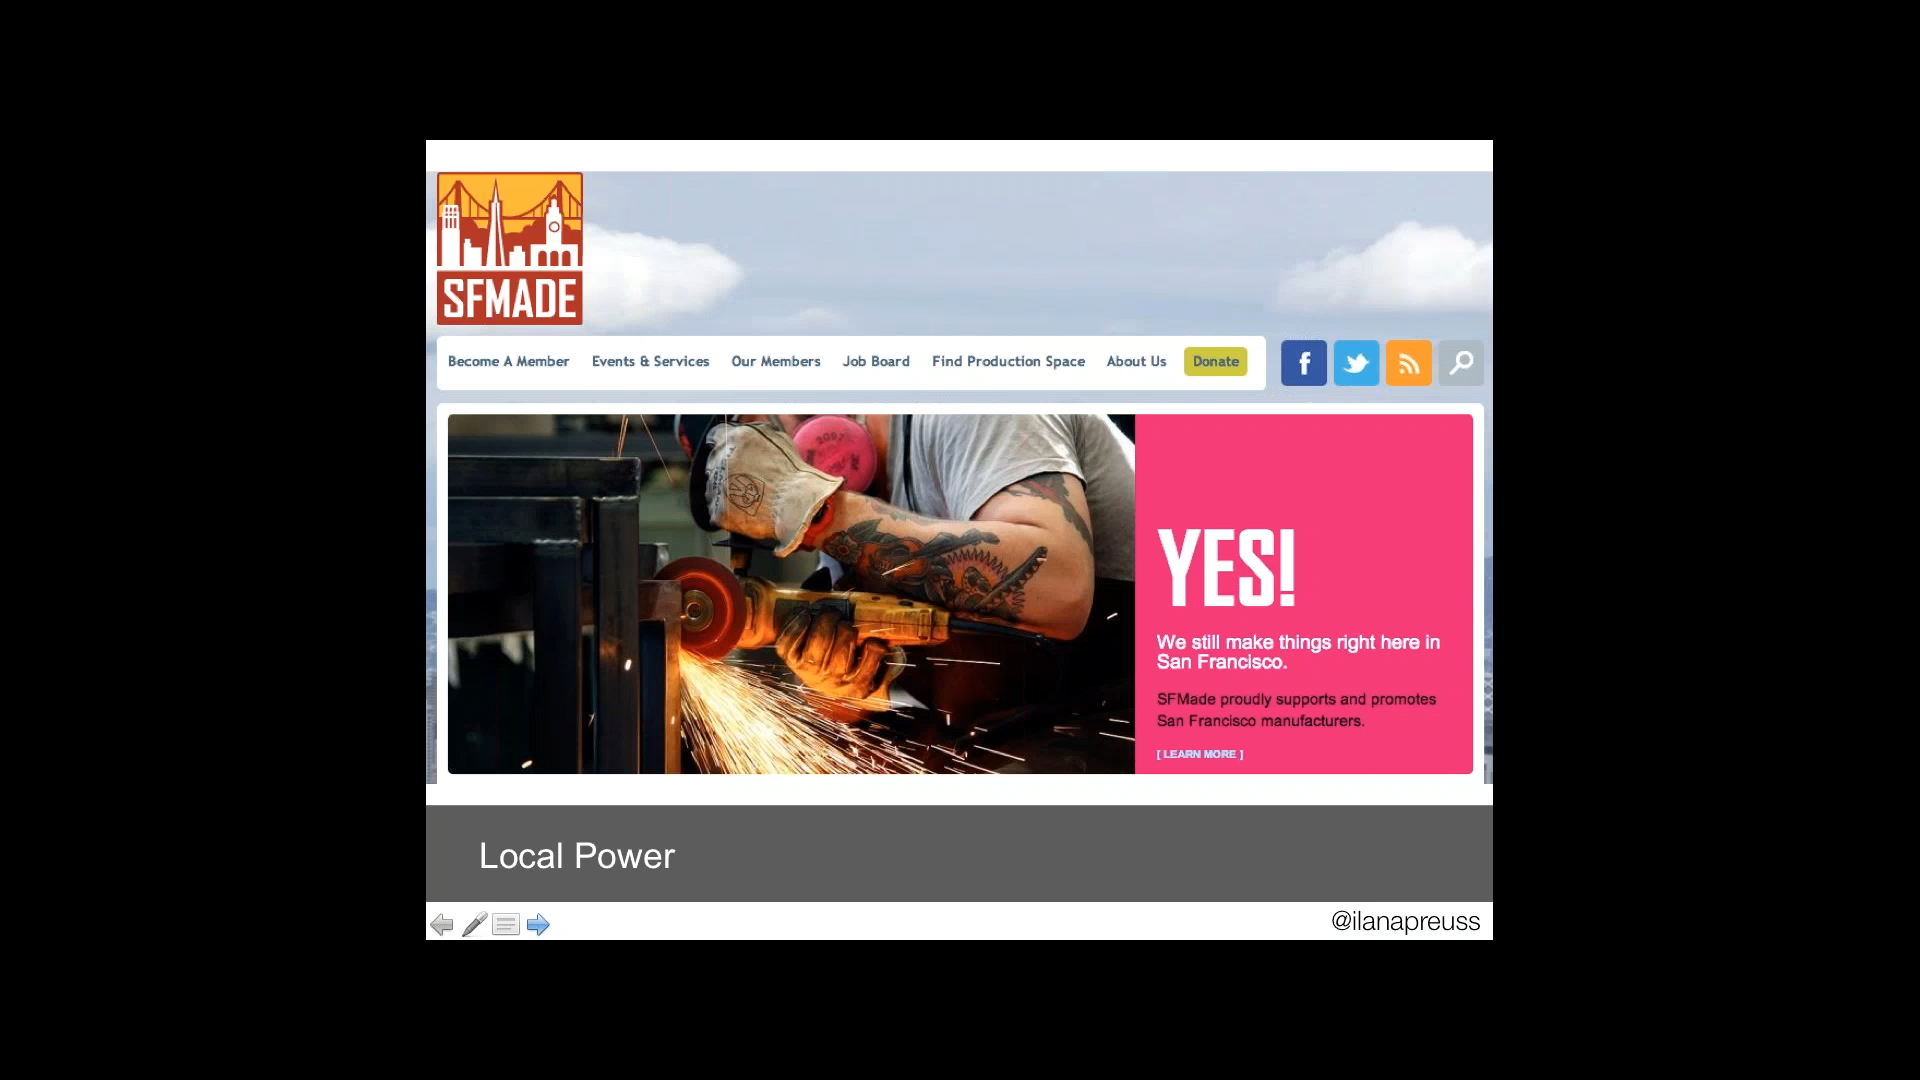 SFMADE
Become A Member Events & Services Our Members Job Board Find Production Space About Us Donate
2097
YES!
We still make things right here in
San Francisco.
SFMade proudly supports and promotes
San Francisco manufacturers.
[ LEARN MORE ]
Local Power
@ilanapreuss